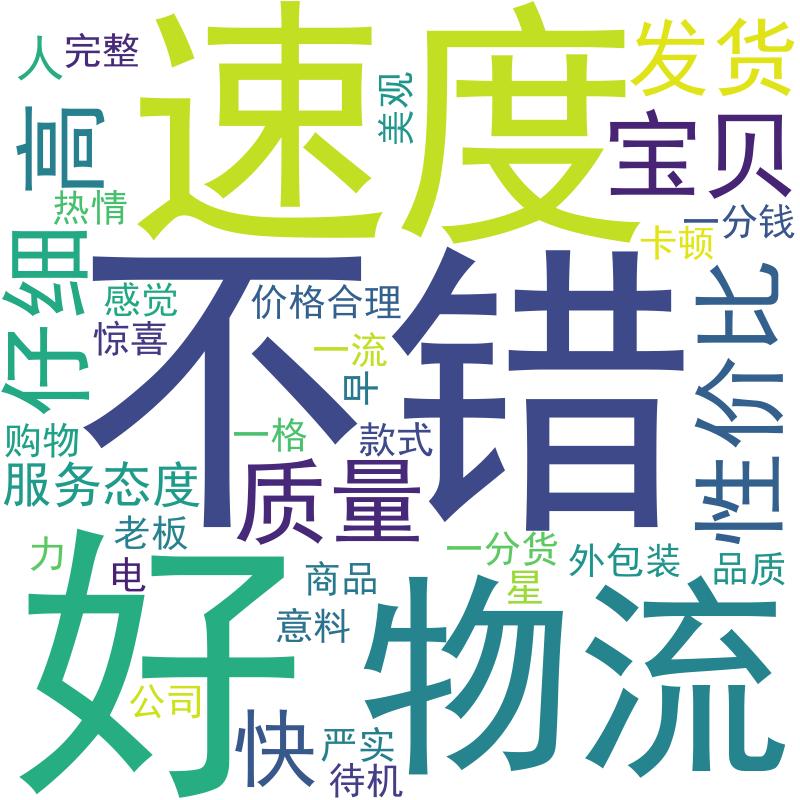 速度
发货
人
完整
美观
高
宝贝
热情
一分钱
卡顿
仔细
不错
感觉
价格合理
惊喜
一流
早
性价比
购物
一格
款式
服务态度
质量
老板
力
电
一分货
星
外包装
品质
商品
好
物流
意料
公司
快
严实
待机